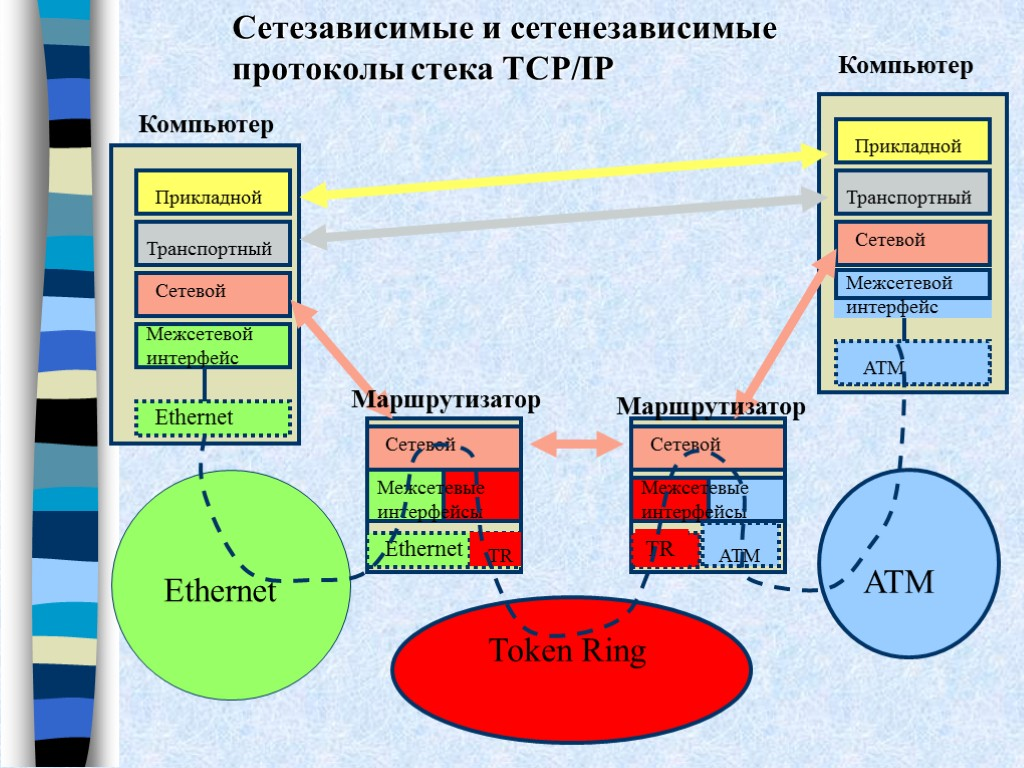 Сетезависимые и сетенезависимые
протоколы стека TCP/IP
Компьютер
Прикладной
Транспортный
Сетевой
Межсетевой
интерфейс
Ethernet
Компьютер
Прикладной
Транспортный
Сетевой
Межсетевой
интерфейс
ATM
Маршрутизатор
Сетевой
Межсетевые
интерфейсы
Ethernet
TR
Маршрутизатор
Сетевой
Межсетевые
интерфейсы
TR
ATM
Ethernet
Token Ring
ATM